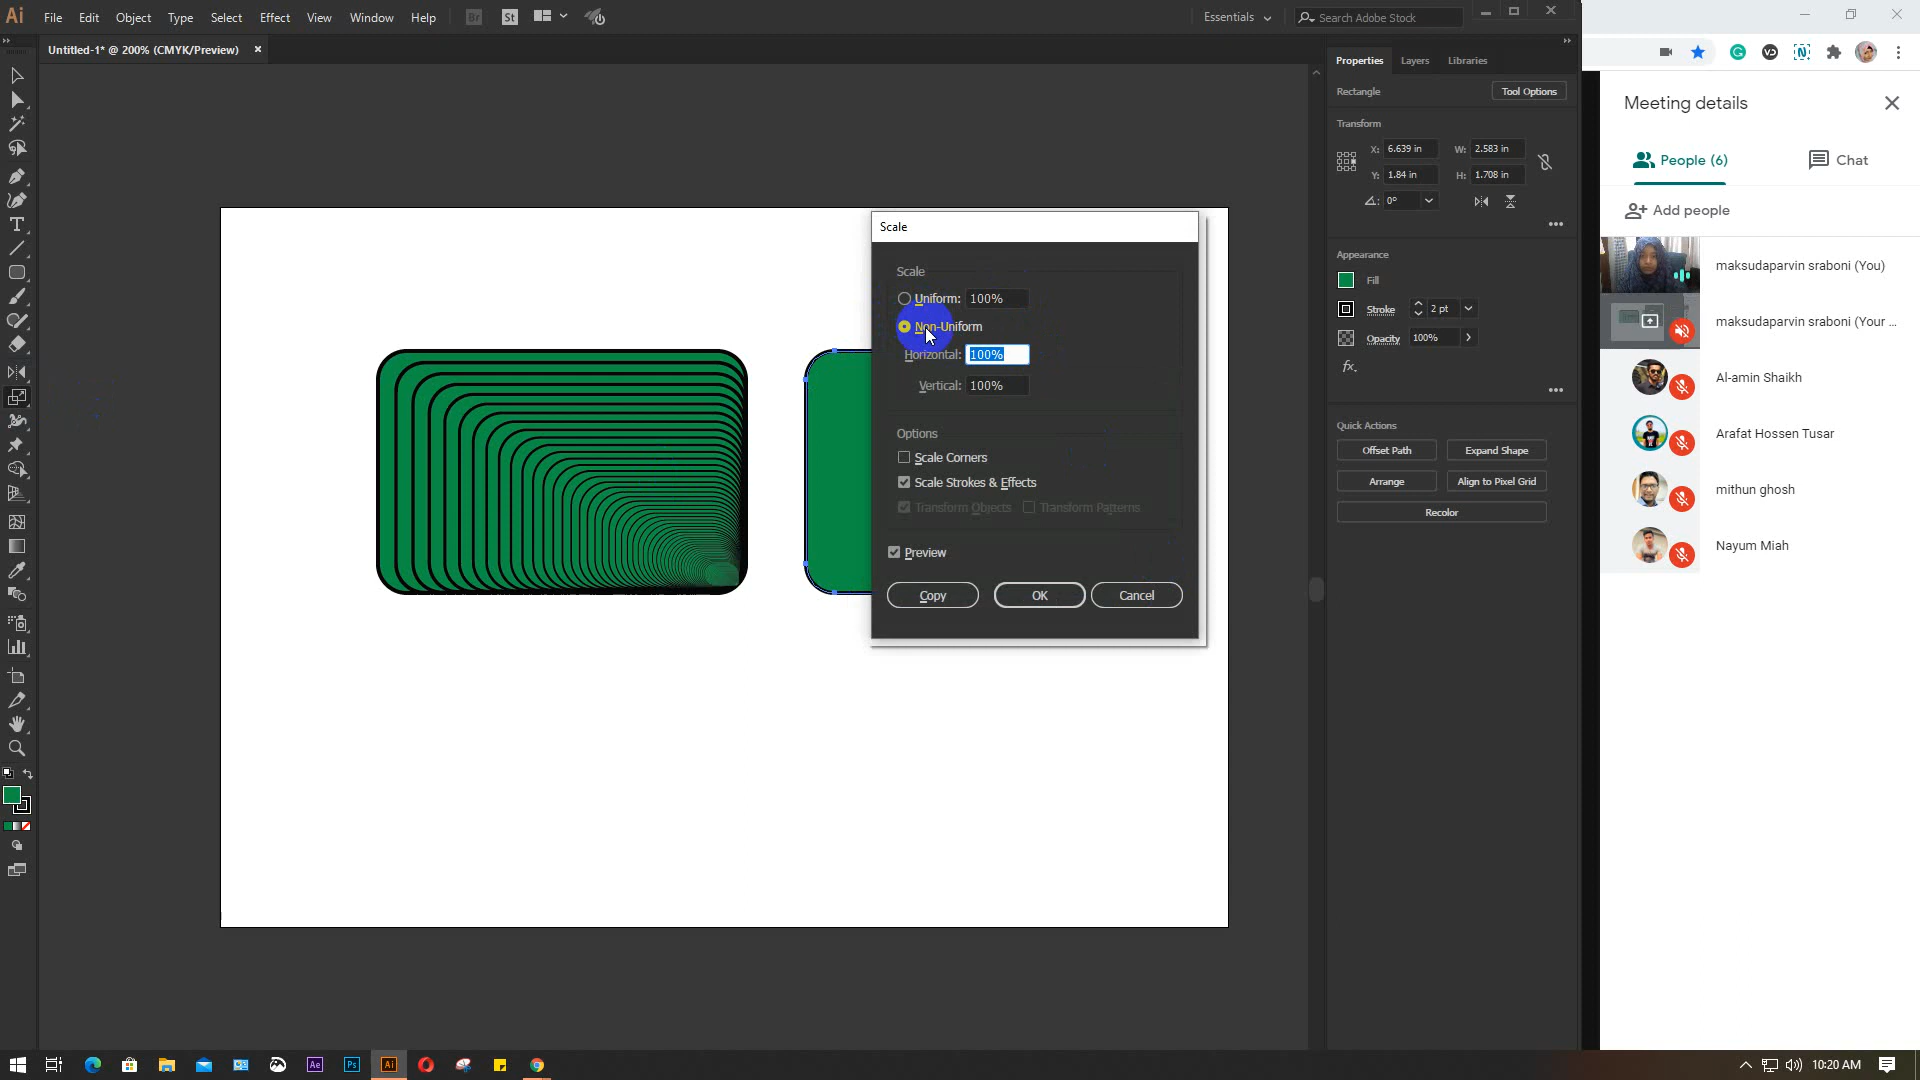 Ai File Edit Object Type Select Effect View Window Help Br St Essentials Search Adobe Stock
Untitled-1* @ 200% (CMYK/Preview) ×
Properties Layers Libraries
Rectangle Tool Options
Transform
X: 6.639 in W: 2.583 in
Y: 1.84 in H: 1.708 in
0°
Appearance
Fill
Stroke 2 pt
Opacity 100%
fx.
Quick Actions
Offset Path Expand Shape
Arrange Align to Pixel Grid
Recolor
Scale
Scale
Uniform: 100%
Non-Uniform
Horizontal: 100%
Vertical: 100%
Options
Scale Corners
Scale Strokes & Effects
Transform Objects Transform Patterns
Preview
Copy OK Cancel
Meeting details
People (6) Chat
Add people
maksudaparvin sraboni (You)
maksudaparvin sraboni (Your ...
Al-amin Shaikh
Arafat Hossen Tusar
mithun ghosh
Nayum Miah
Ae Ps Ai 10:20 AM